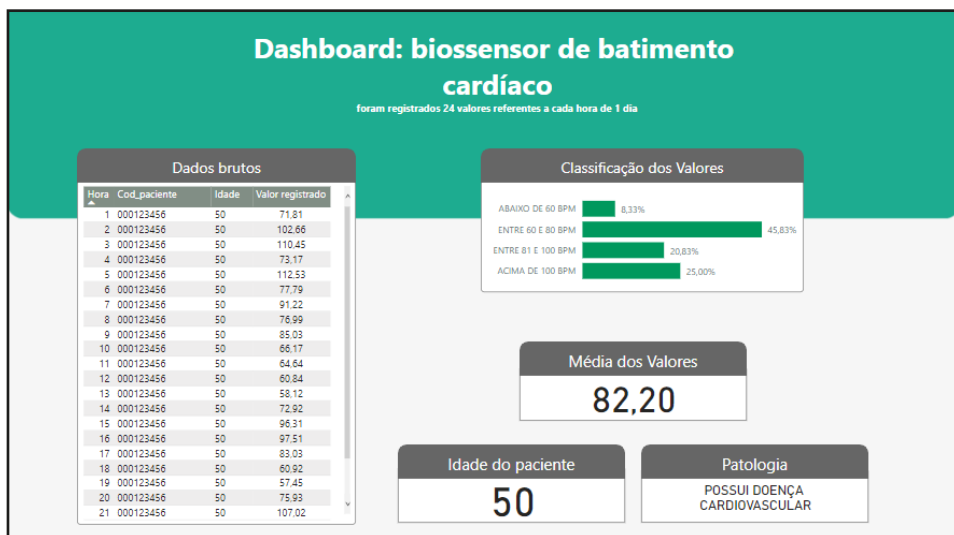 Dashboard: biossensor de batimento
cardíaco
foram registrados 24 valores referentes a cada hora de 1 dia
Dados brutos
Hora Cod_paciente Idade Valor registrado
1 000123456 50 71,81
2 000123456 50 102,66
3 000123456 50 110,45
4 000123456 50 73,17
5 000123456 50 112,53
6 000123456 50 77,79
7 000123456 50 91,22
8 000123456 50 76,99
9 000123456 50 85,03
10 000123456 50 66,17
11 000123456 50 64,64
12 000123456 50 60,84
13 000123456 50 58,12
14 000123456 50 72,92
15 000123456 50 96,31
16 000123456 50 97,51
17 000123456 50 83,03
18 000123456 50 60,92
19 000123456 50 57,45
20 000123456 50 75,93
21 000123456 50 107,02
Classificação dos Valores
ABAIXO DE 60 BPM 8,33%
ENTRE 60 E 80 BPM 45,83%
ENTRE 81 E 100 BPM 20,83%
ACIMA DE 100 BPM 25,00%
Média dos Valores
82,20
Idade do paciente
50
Patologia
POSSUI DOENÇA
CARDIOVASCULAR